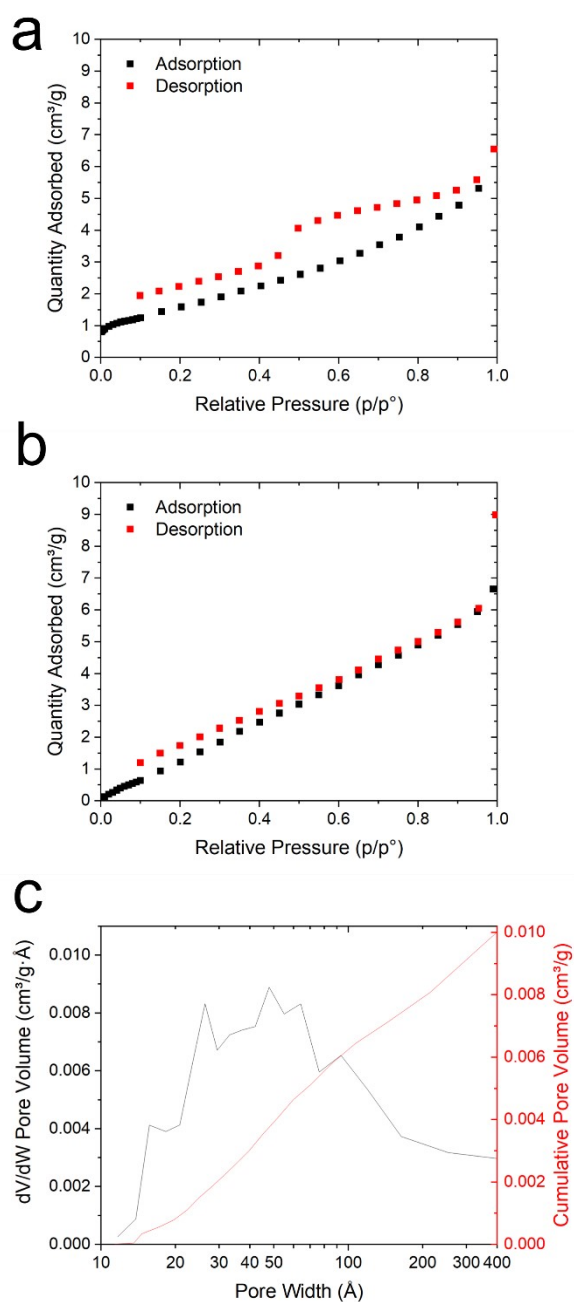 a
10
9
8
7
6
5
4
3
2
1
0
Quantity Adsorbed (cm³/g)
Adsorption
Desorption
0.0 0.2 0.4 0.6 0.8 1.0
Relative Pressure (p/p°)
b
10
9
8
7
6
5
4
3
2
1
0
Quantity Adsorbed (cm³/g)
Adsorption
Desorption
0.0 0.2 0.4 0.6 0.8 1.0
Relative Pressure (p/p°)
c
0.010
0.008
0.006
0.004
0.002
0.000
dV/dW Pore Volume (cm³/g·Å)
0.010
0.008
0.006
0.004
0.002
0.000
Cumulative Pore Volume (cm³/g)
10 20 30 40 50 100 200 300 400
Pore Width (Å)